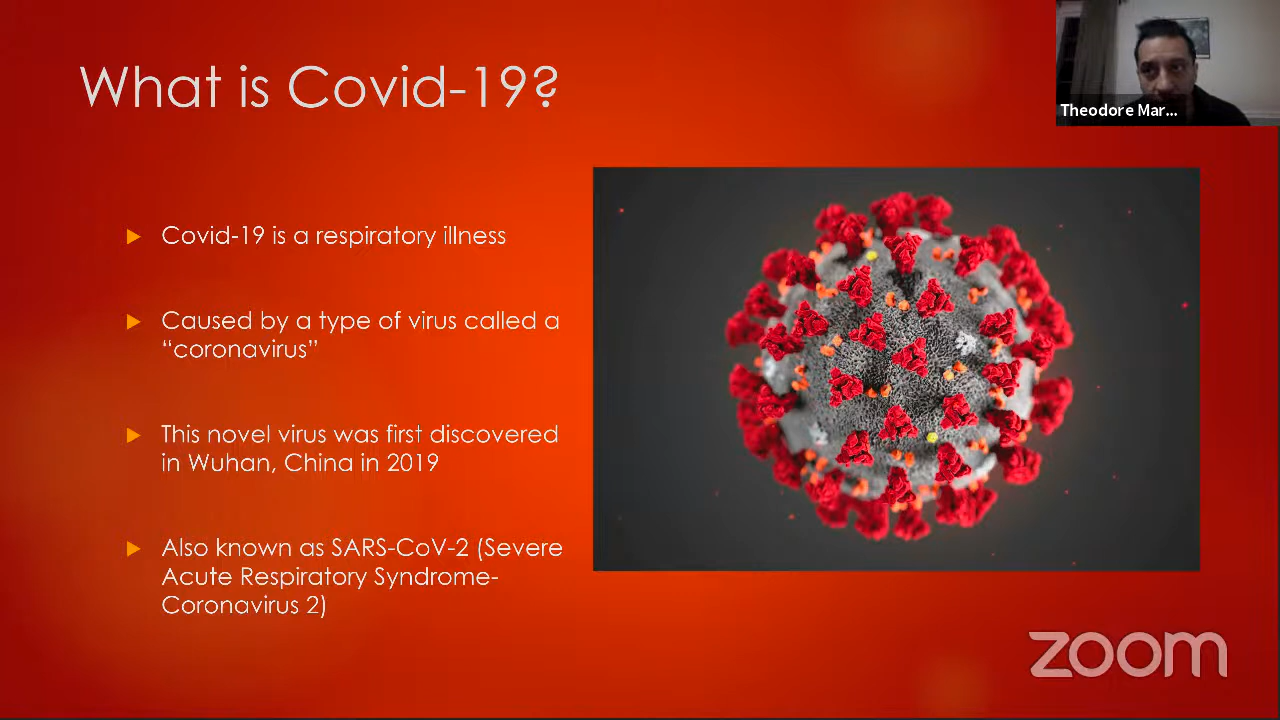 What is Covid-19?
Theodore Mar...
Covid-19 is a respiratory illness
Caused by a type of virus called a
“coronavirus”
This novel virus was first discovered
in Wuhan, China in 2019
Also known as SARS-CoV-2 (Severe
Acute Respiratory Syndrome-
Coronavirus 2)
zoom